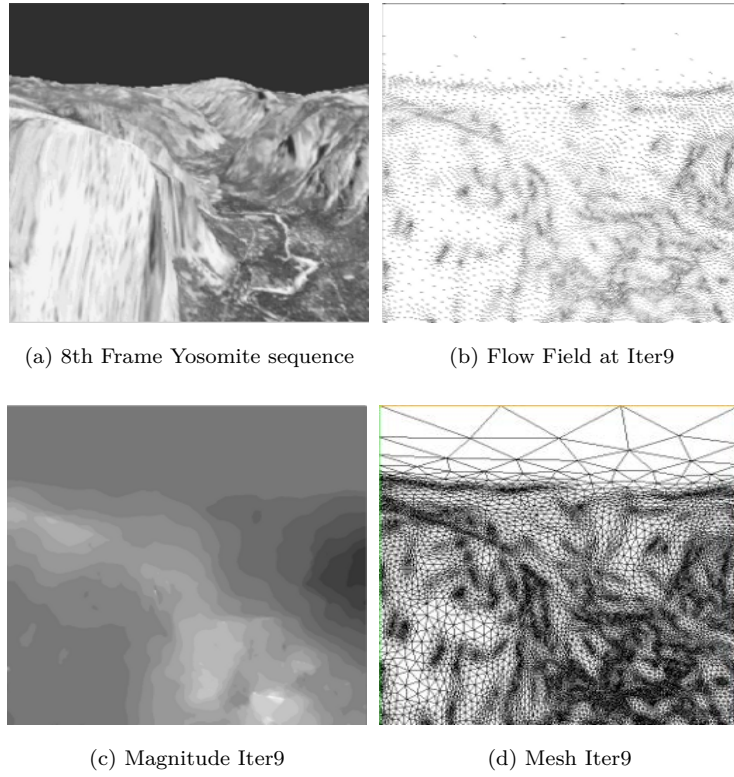 (a) 8th Frame Yosomite sequence
(b) Flow Field at Iter9
(c) Magnitude Iter9
(d) Mesh Iter9